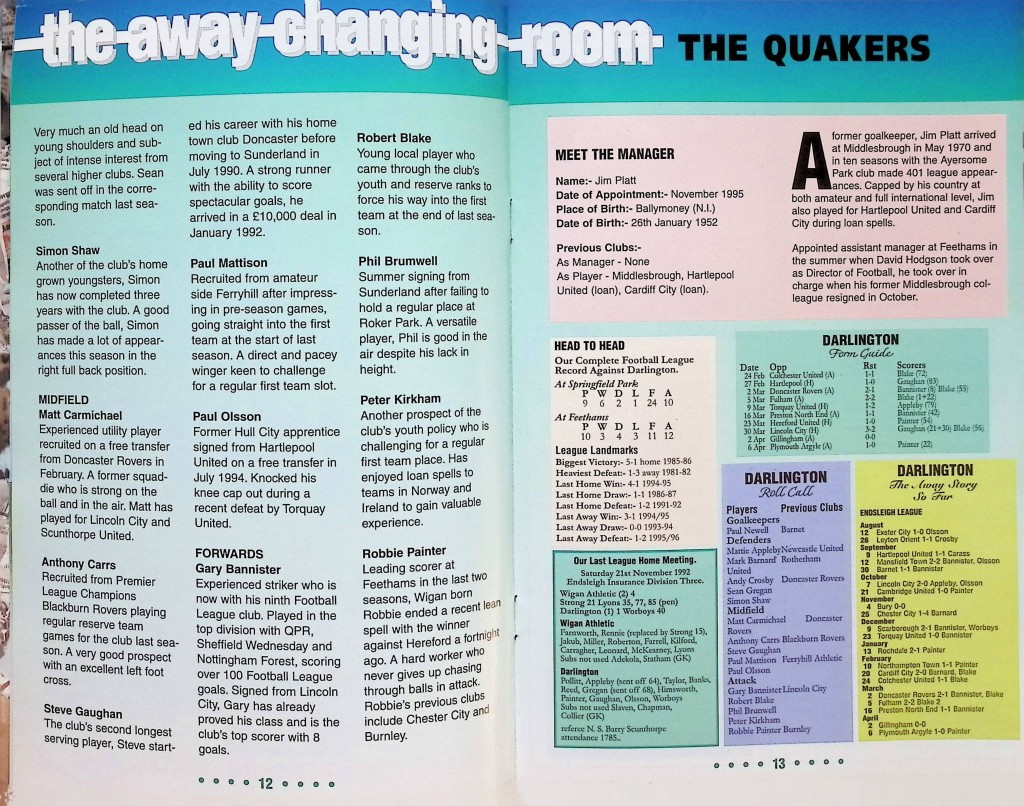 the away changing room THE QUAKERS
Very much an old head on
young shoulders and sub-
ject of intense interest from
several higher clubs. Sean
was sent off in the corre-
sponding match last sea-
son.
Simon Shaw
Another of the club's home
grown youngsters, Simon
has now completed three
years with the club. A good
passer of the ball, Simon
has made a lot of appear-
ances this season in the
right full back position.
MIDFIELD
Matt Carmichael
Experienced utility player
recruited on a free transfer
from Doncaster Rovers in
February. A former squad-
die who is strong on the
ball and in the air. Matt has
played for Lincoln City and
Scunthorpe United.
Anthony Carrs
Recruited from Premier
League Champions
Blackburn Rovers playing
regular reserve team
games for the club last sea-
son. A very good prospect
with an excellent left foot
cross.
Steve Gaughan
The club's second longest
serving player, Steve start-
ed his career with his home
town club Doncaster before
moving to Sunderland in
July 1990. A strong runner
with the ability to score
spectacular goals, he
arrived in a £10,000 deal in
January 1992.
Paul Mattison
Recruited from amateur
side Ferryhill after impress-
ing in pre-season games,
going straight into the first
team at the start of last
season. A direct and pacey
winger keen to challenge
for a regular first team slot.
Paul Olsson
Former Hull City apprentice
signed from Hartlepool
United on a free transfer in
July 1994. Knocked his
knee cap out during a
recent defeat by Torquay
United.
FORWARDS
Gary Bannister
Experienced striker who is
now with his ninth Football
League club. Played in the
top division with QPR,
Sheffield Wednesday and
Nottingham Forest, scoring
over 100 Football League
goals. Signed from Lincoln
City, Gary has already
proved his class and is the
club's top scorer with 8
goals.
Robert Blake
Young local player who
came through the club's
youth and reserve ranks to
force his way into the first
team at the end of last sea-
son.
Phil Brumwell
Summer signing from
Sunderland after failing to
hold a regular place at
Roker Park. A versatile
player, Phil is good in the
air despite his lack in
height.
Peter Kirkham
Another prospect of the
club's youth policy who is
challenging for a regular
first team place. Has
enjoyed loan spells to
teams in Norway and
Ireland to gain valuable
experience.
Robbie Painter
Leading scorer at
Feethams in the last two
seasons, Wigan born
Robbie ended a recent lean
spell with the winner
against Hereford a fortnight
ago. A hard worker who
never gives up chasing
through balls in attack.
Robbie's previous clubs
include Chester City and
Burnley.
12
MEET THE MANAGER
Name:- Jim Platt
Date of Appointment:- November 1995
Place of Birth:- Ballymoney (N.I.)
Date of Birth:- 26th January 1952
Previous Clubs:-
As Manager - None
As Player - Middlesbrough, Hartlepool
United (loan), Cardiff City (loan).
A former goalkeeper, Jim Platt arrived
at Middlesbrough in May 1970 and
in ten seasons with the Ayersome
Park club made 401 league appear-
ances. Capped by his country at
both amateur and full international level, Jim
also played for Hartlepool United and Cardiff
City during loan spells.
Appointed assistant manager at Feethams in
the summer when David Hodgson took over
as Director of Football, he took over in
charge when his former Middlesbrough col-
league resigned in October.
HEAD TO HEAD
Our Complete Football League
Record Against Darlington.
At Springfield Park
P W D L F A
9 6 2 1 24 10
At Feethams
P W D L F A
10 3 4 3 11 12
League Landmarks
Biggest Victory:- 5-1 home 1985-86
Heaviest Defeat:- 1-3 away 1981-82
Last Home Win:- 4-1 1994-95
Last Home Draw:- 1-1 1986-87
Last Home Defeat:- 1-2 1991-92
Last Away Win:- 3-1 1994/95
Last Away Draw:- 0-0 1993-94
Last Away Defeat:- 1-2 1995/96
Our Last League Home Meeting.
Saturday 21st November 1992
Endsleigh Insurance Division Three.
Wigan Athletic (2) 4
Strong 21 Lyons 35, 77, 85 (pen)
Darlington (1) 1 Worboys 40
Wigan Athletic
Farnworth, Rennie (replaced by Strong 15),
Jakub, Miller, Roberton, Farrell, Kilford,
Carragher, Leonard, McKearney, Lyons
Subs not used Adekola, Statham (GK)
Darlington
Pollitt, Appleby (sent off 64), Taylor, Banks,
Reed, Gregan (sent off 68), Himsworth,
Painter, Gaughan, Olsson, Worboys
Subs not used Slaven, Chapman,
Collier (GK)
referee N. S. Barry Scunthorpe
attendance 1785..
DARLINGTON
Form Guide
Date Opp Rst Scorers
24 Feb Colchester United (A) 1-1 Blake (72)
27 Feb Hartlepool (H) 1-0 Gaughan (83)
2 Mar Doncaster Rovers (A) 2-1 Bannister (8) Blake (55)
5 Mar Fulham (A) 2-2 Blake (1+22)
9 Mar Torquay United (H) 1-2 Appleby (79)
16 Mar Preston North End (A) 1-1 Bannister (42)
23 Mar Hereford United (H) 1-0 Painter (54)
30 Mar Lincoln City (H) 3-2 Gaughan (21+30) Blake (56)
2 Apr Gillingham (A) 0-0
6 Apr Plymouth Argyle (A) 1-0 Painter (22)
DARLINGTON
Roll Call
Players Previous Clubs
Goalkeepers
Paul Newell Barnet
Defenders
Mattie Appleby Newcastle United
Mark Barnard Rotherham
United
Andy Crosby Doncaster Rovers
Sean Gregan
Simon Shaw
Midfield
Matt Carmichael Doncaster
Rovers
Anthony Carrs Blackburn Rovers
Steve Gaughan
Paul Mattison Ferryhill Athletic
Paul Olsson
Attack
Gary Bannister Lincoln City
Robert Blake
Phil Brunwell
Peter Kirkham
Robbie Painter Burnley
DARLINGTON
The Away Story
So Far
ENDSLEIGH LEAGUE
August
12 Exeter City 1-0 Olsson
26 Leyton Orient 1-1 Crosby
September
9 Hartlepool United 1-1 Carass
12 Mansfield Town 2-2 Bannister, Olsson
30 Barnet 1-1 Bannister
October
7 Lincoln City 2-0 Appleby, Olsson
21 Cambridge United 1-0 Painter
November
4 Bury 0-0
25 Chester City 1-4 Barnard
December
9 Scarborough 2-1 Bannister, Worboys
23 Torquay United 1-0 Bannister
January
13 Rochdale 2-1 Painter
February
10 Northampton Town 1-1 Painter
20 Cardiff City 2-0 Barnard, Blake
24 Colchester United 1-1 Blake
March
2 Doncaster Rovers 2-1 Bannister, Blake
5 Fulham 2-2 Blake 2
16 Preston North End 1-1 Bannister
April
2 Gillingham 0-0
6 Plymouth Argyle 1-0 Painter
13